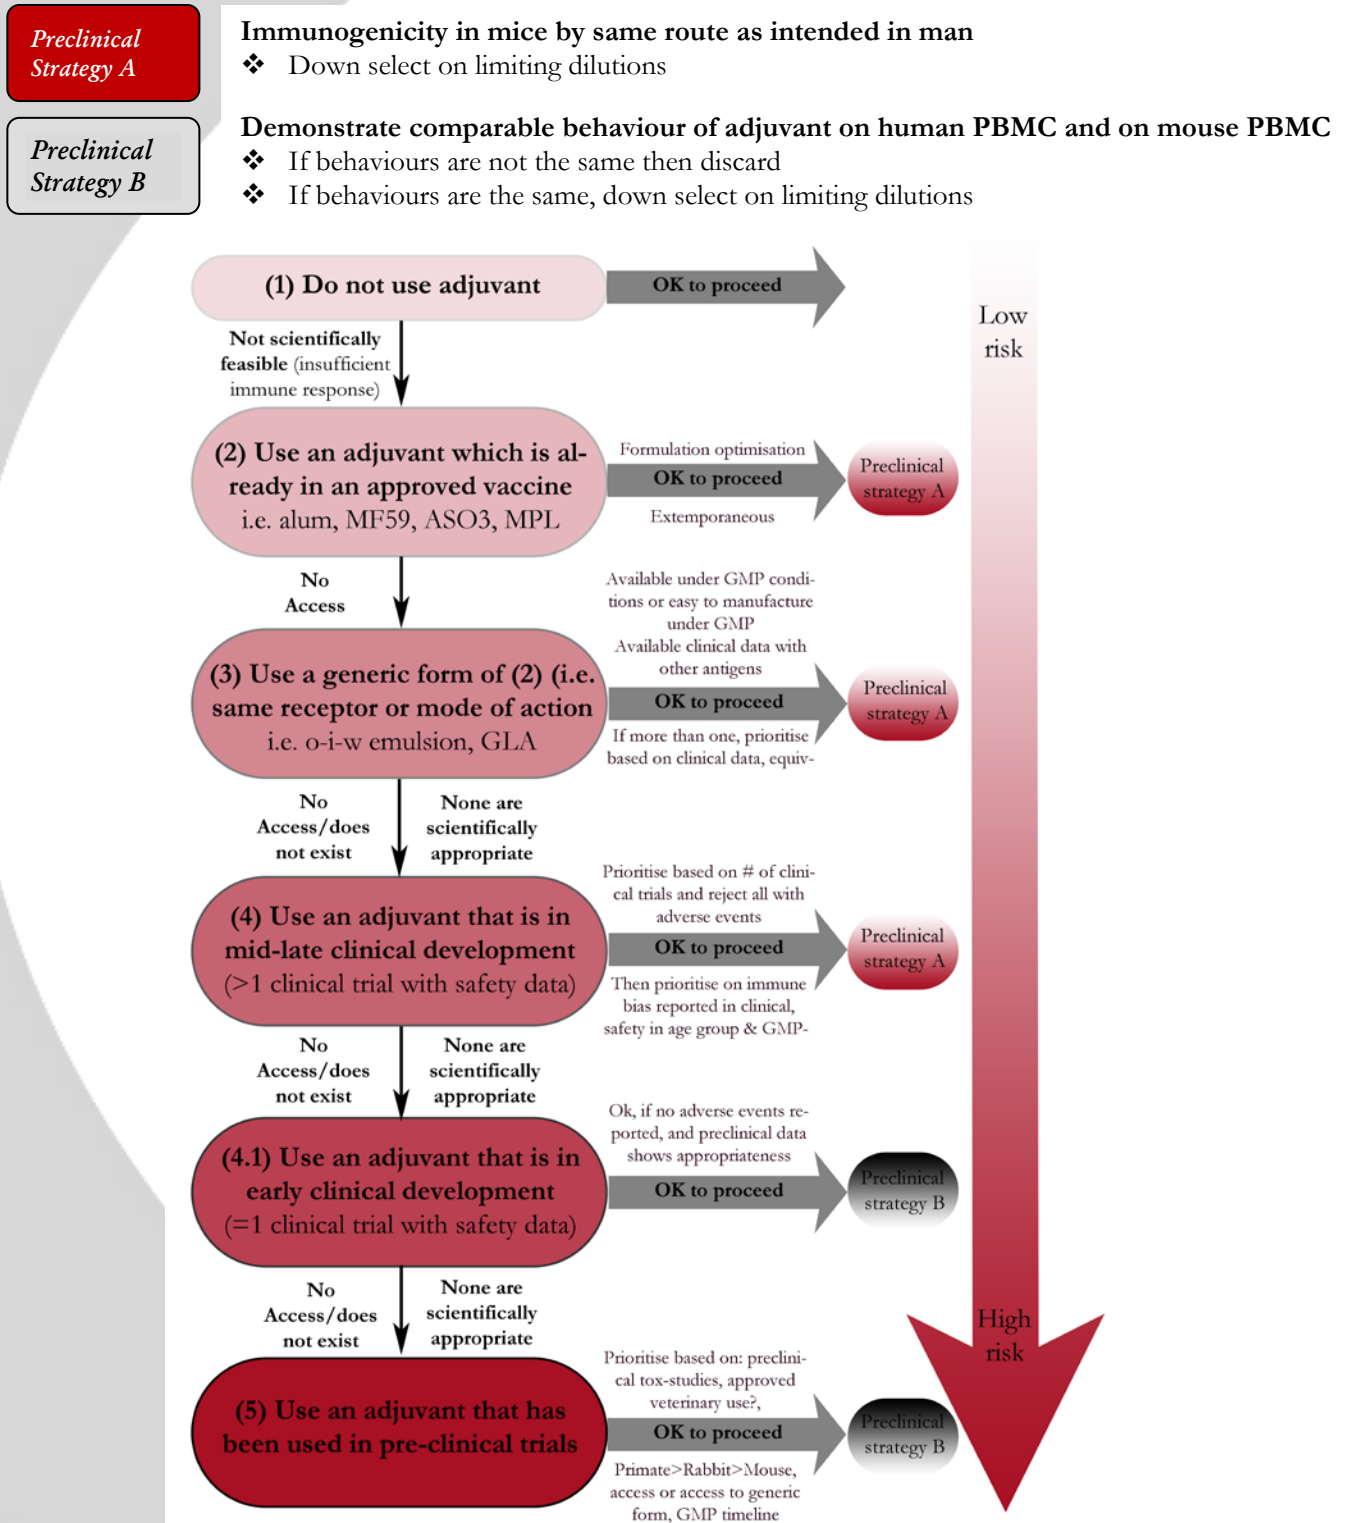 Preclinical
Strategy A
Immunogenicity in mice by same route as intended in man
❖ Down select on limiting dilutions
Preclinical
Strategy B
Demonstrate comparable behaviour of adjuvant on human PBMC and on mouse PBMC
❖ If behaviours are not the same then discard
❖ If behaviours are the same, down select on limiting dilutions
(1) Do not use adjuvant
OK to proceed
Low
risk
Not scientifically
feasible (insufficient
immune response)
(2) Use an adjuvant which is al-
ready in an approved vaccine
i.e. alum, MF59, ASO3, MPL
Formulation optimisation
OK to proceed
Extemporaneous
Preclinical
strategy A
No
Access
Available under GMP condi-
tions or easy to manufacture
under GMP
Available clinical data with
other antigens
(3) Use a generic form of (2) (i.e.
same receptor or mode of action
i.e. o-i-w emulsion, GLA
OK to proceed
If more than one, prioritise
based on clinical data, equiv-
Preclinical
strategy A
No
Access/does
not exist
None are
scientifically
appropriate
Prioritise based on # of clini-
cal trials and reject all with
adverse events
(4) Use an adjuvant that is in
mid-late clinical development
(>1 clinical trial with safety data)
OK to proceed
Then prioritise on immune
bias reported in clinical,
safety in age group & GMP-
Preclinical
strategy A
No
Access/does
not exist
None are
scientifically
appropriate
Ok, if no adverse events re-
ported, and preclinical data
shows appropriateness
(4.1) Use an adjuvant that is in
early clinical development
(=1 clinical trial with safety data)
OK to proceed
Preclinical
strategy B
No
Access/does
not exist
None are
scientifically
appropriate
High
risk
Prioritise based on: preclini-
cal tox-studies, approved
veterinary use?,
(5) Use an adjuvant that has
been used in pre-clinical trials
OK to proceed
Primate>Rabbit>Mouse,
access or access to generic
form, GMP timeline
Preclinical
strategy B